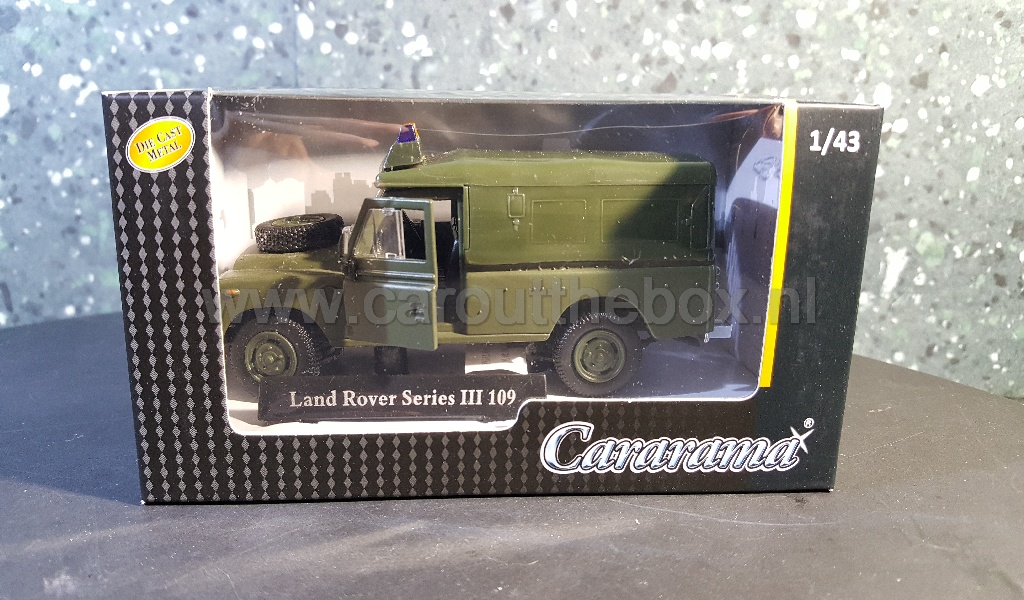 DIE CAST
METAL
1/43
www.caroutthebox.nl
Land Rover Series III 109
Cararama®